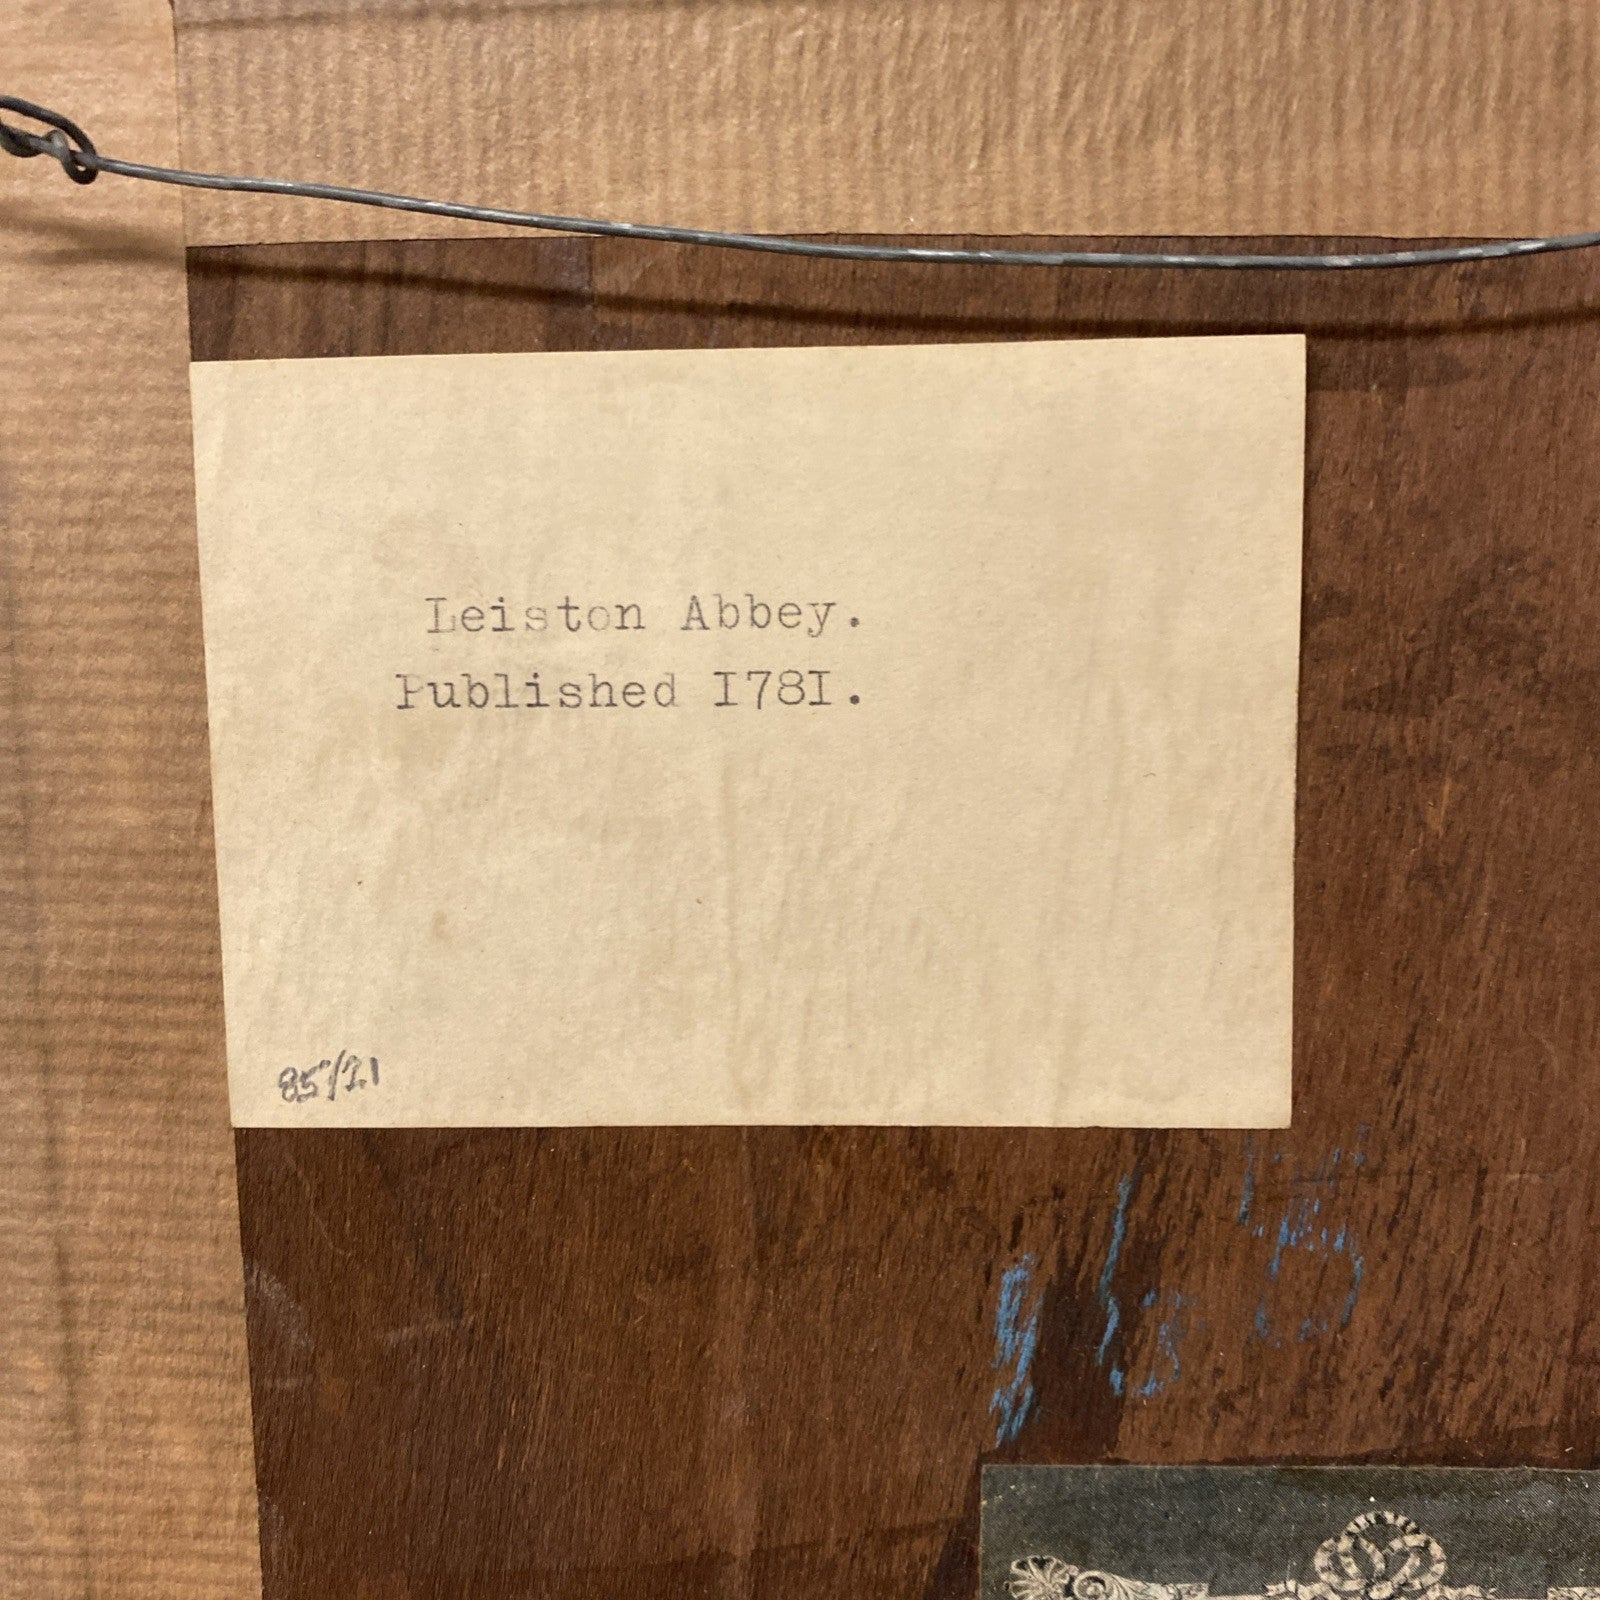 Leiston Abbey.
Published I78I.
85/21